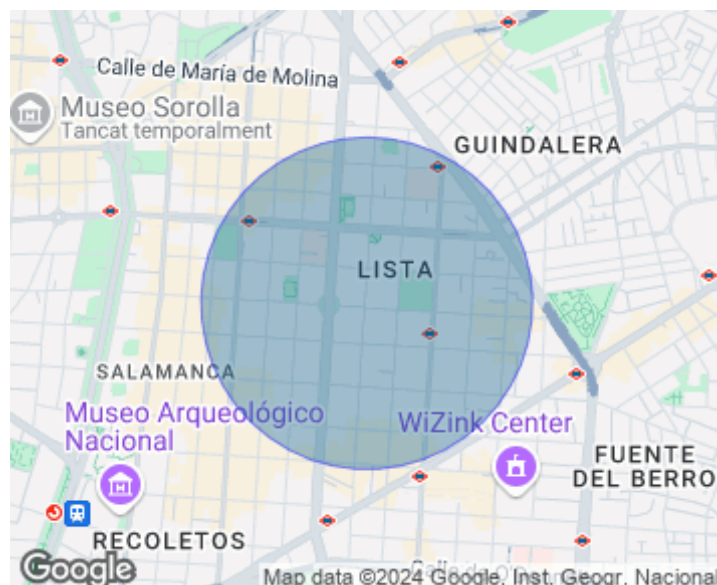 Calle de María de Molina
Museo Sorolla
Tancat temporalment
GUINDALERA
LISTA
SALAMANCA
Museo Arqueológico
Nacional
WiZink Center
FUENTE
DEL BERRO
RECOLETOS
Google
Map data ©2024 Google, Inst. Geogr. Nacional